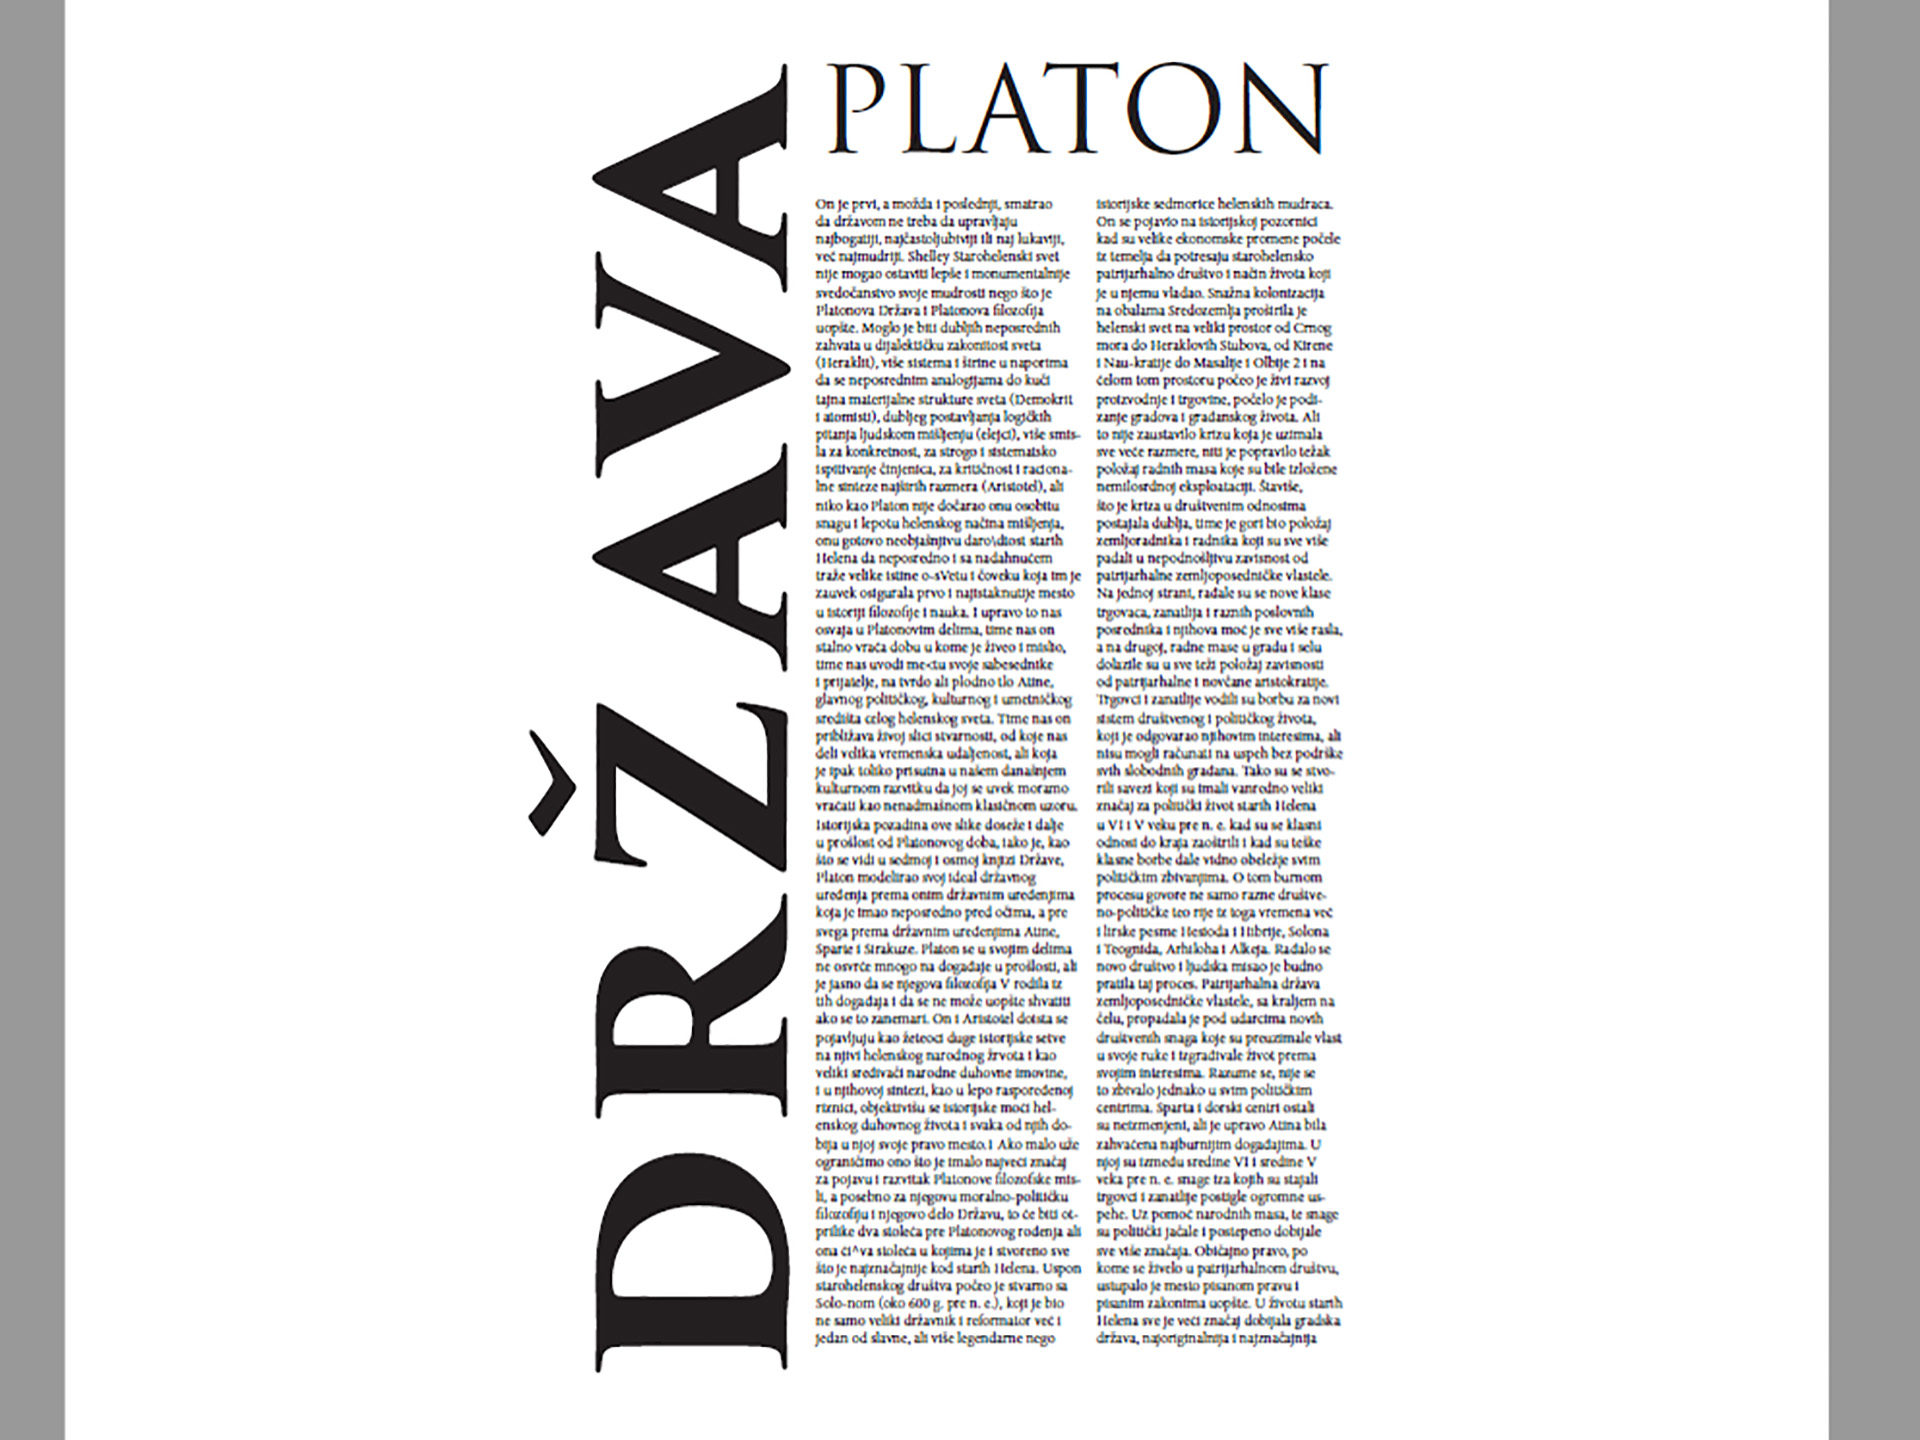 DRŽAVA
PLATON
On je prvi, a možda i poslednji, smatrao
da državom ne treba da upravljaju
najbogatiji, najčastoljubiviji ili naj lukaviji,
već najmudriji. Shelley Starohelenski svet
nije mogao ostaviti lepše i monumentalnije
svedočanstvo svoje mudrosti nego što je
Platonova Država i Platonova filozofija
uopšte. Moglo je biti dubljih neposrednih
zahvata u dijalektičku zakonitost sveta
(Heraklit), više sistema i širine u naporima
da se neposrednim analogijama do kuči
tajna materijalne strukture sveta (Demokrit
i atomisti), dubljeg postavljanja logičkih
pitanja ljudskom mišljenju (elejci), više smis-
la za konkretnost, za strogo i sistematsko
ispitivanje činjenica, za kritičnost i raciona-
lne sinteze najširih razmera (Aristotel), ali
niko kao Platon nije dočarao onu osobitu
snagu i lepotu helenskog načina mišljenja,
onu gotovo neobjašnjivu daro\dtost starih
Helena da neposredno i sa nadahnućem
traže velike istine o-sVetu i čoveku koja im je
zauvek osigurala prvo i najistaknutije mesto
u istoriji filozofije i nauka. I upravo to nas
osvaja u Platonovim delima, time nas on
stalno vraća dobu u kome je živeo i mislio,
time nas uvodi me<tu svoje sabesednike
i prijatelje, na tvrdo ali plodno tlo Atine,
glavnog političkog, kulturnog i umetničkog
središta celog helenskog sveta. Time nas on
približava živoj slici stvarnosti, od koje nas
deli velika vremenska udaljenost, ali koja
je ipak toliko prisutna u našem današnjem
kulturnom razvitku da joj se uvek moramo
vraćati kao nenadmašnom klasičnom uzoru.
Istorijska pozadina ove slike doseže i dalje
u prošlost od Platonovog doba, iako je, kao
što se vidi u sedmoj i osmoj knjizi Države,
Platon modelirao svoj ideal državnog
uređenja prema onim državnim uređenjima
koja je imao neposredno pred očima, a pre
svega prema državnim uređenjima Atine,
Sparte i Sirakuze. Platon se u svojim delima
ne osvrće mnogo na događaje u prošlosti, ali
je jasno da se njegova filozofija V rodila iz
tih događaja i da se ne može uopšte shvatiti
ako se to zanemari. On i Aristotel doista se
pojavljuju kao žeteoci duge istorijske setve
na njivi helenskog narodnog žrvota i kao
veliki sređivači narodne duhovne imovine,
i u njihovoj sintezi, kao u lepo raspoređenoj
riznici, objektivišu se istorijske moći hel-
enskog duhovnog života i svaka od njih do-
bija u njoj svoje pravo mesto.1 Ako malo uže
ograničimo ono što je imalo najveći značaj
za pojavu i razvitak Platonove filozofske mis-
li, a posebno za njegovu moralno-političku
filozofiju i njegovo delo Državu, to će biti ot-
prilike dva stoleća pre Platonovog rođenja ali
ona či^va stoleća u kojima je i stvoreno sve
što je najznačajnije kod starih Helena. Uspon
starohelenskog društva počeo je stvarno sa
Solo-nom (oko 600 g. pre n. e.), koji je bio
ne samo veliki državnik i reformator već i
jedan od slavne, ali više legendarne nego
istorijske sedmorice helenskih mudraca.
On se pojavio na istorijskoj pozornici
kad su velike ekonomske promene počele
iz temelja da potresaju starohelensko
patrijarhalno društvo i način života koji
je u njemu vladao. Snažna kolonizacija
na obalama Sredozemlja proširila je
helenski svet na veliki prostor od Crnog
mora do Heraklovih Stubova, od Kirene
i Nau-kratije do Masalije i Olbije 2 i na
čelom tom prostoru počeo je živi razvoj
proizvodnje i trgovine, počelo je podi-
zanje gradova i građanskog života. Ali
to nije zaustavilo krizu koja je uzimala
sve veće razmere, niti je popravilo težak
položaj radnih masa koje su bile izložene
nemilosrdnoj eksploataciji. Štaviše,
što je kriza u društvenim odnosima
postajala dublja, time je gori bio položaj
zemljoradnika i radnika koji su sve više
padali u nepodnošljivu zavisnost od
patrijarhalne zemljoposedničke vlastele.
Na jednoj strani, rađale su se nove klase
trgovaca, zanatlija i raznih poslovnih
posrednika i njihova moć je sve više rasla,
a na drugoj, radne mase u gradu i selu
dolazile su u sve teži položaj zavisnosti
od patrijarhalne i novčane aristokratije.
Trgovci i zanatlije vodili su borbu za novi
sistem društvenog i političkog života,
koji je odgovarao njihovim interesima, ali
nisu mogli računati na uspeh bez podrške
svih slobodnih građana. Tako su se stvo-
rili savezi koji su imali vanredno veliki
značaj za politički život starih Helena
u VI i V veku pre n. e. kad su se klasni
odnosi do kraja zaoštrili i kad su teške
klasne borbe dale vidno obeležje svim
političkim zbivanjima. O tom burnom
procesu govore ne samo razne društve-
no-političke teo rije iz toga vremena već
i lirske pesme Hesioda i Hibrije, Solona
i Teognida, Arhiloha i Alkeja. Rađalo se
novo društvo i ljudska misao je budno
pratila taj proces. Patrijarhalna država
zemljoposedničke vlastele, sa kraljem na
čelu, propadala je pod udarcima novih
društvenih snaga koje su preuzimale vlast
u svoje ruke i izgrađivale život prema
svojim interesima. Razume se, nije se
to zbivalo jednako u svim političkim
centrima. Sparta i dorski centri ostali
su neizmenjeni, ali je upravo Atina bila
zahvaćena najburnijim događajima. U
njoj su između sredine VI i sredine V
veka pre n. e. snage iza kojih su stajali
trgovci i zanatlije postigle ogromne us-
pehe. Uz pomoć narodnih masa, te snage
su politički jačale i postepeno dobijale
sve više značaja. Običajno pravo, po
kome se živelo u patrijarhalnom društvu,
ustupalo je mesto pisanom pravu i
pisanim zakonima uopšte. U životu starih
Helena sve je veći značaj dobijala gradska
država, najoriginalnija i najznačajnija